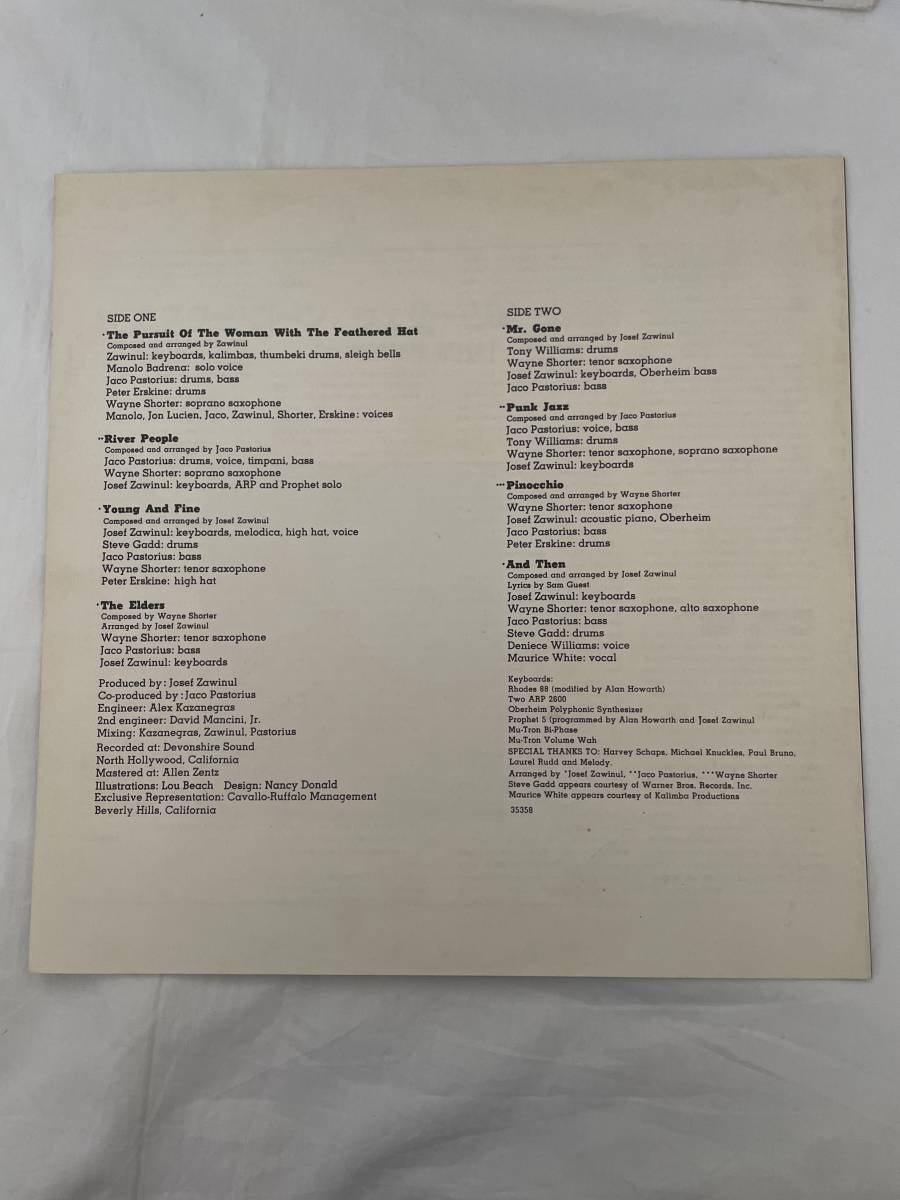 SIDE ONE
·The Pursuit Of The Woman With The Feathered Hat
Composed and arranged by Zawinul
Zawinul: keyboards, kalimbas, thumbeki drums, sleigh bells
Manolo Badrena: solo voice
Jaco Pastorius: drums, bass
Peter Erskine: drums
Wayne Shorter: soprano saxophone
Manolo, Jon Lucien, Jaco, Zawinul, Shorter, Erskine: voices
··River People
Composed and arranged by Jaco Pastorius
Jaco Pastorius: drums, voice, timpani, bass
Wayne Shorter: soprano saxophone
Josef Zawinul: keyboards, ARP and Prophet solo
·Young And Fine
Composed and arranged by Josef Zawinul
Josef Zawinul: keyboards, melodica, high hat, voice
Steve Gadd: drums
Jaco Pastorius: bass
Wayne Shorter: tenor saxophone
Peter Erskine: high hat
·The Elders
Composed by Wayne Shorter
Arranged by Josef Zawinul
Wayne Shorter: tenor saxophone
Jaco Pastorius: bass
Josef Zawinul: keyboards
Produced by: Josef Zawinul
Co-produced by: Jaco Pastorius
Engineer: Alex Kazanegras
2nd engineer: David Mancini, Jr.
Mixing: Kazanegras, Zawinul, Pastorius
Recorded at: Devonshire Sound
North Hollywood, California
Mastered at: Allen Zentz
Illustrations: Lou Beach Design: Nancy Donald
Exclusive Representation: Cavallo-Ruffalo Management
Beverly Hills, California
SIDE TWO
·Mr. Gone
Composed and arranged by Josef Zawinul
Tony Williams: drums
Wayne Shorter: tenor saxophone
Josef Zawinul: keyboards, Oberheim bass
Jaco Pastorius: bass
··Punk Jazz
Composed and arranged by Jaco Pastorius
Jaco Pastorius: voice, bass
Tony Williams: drums
Wayne Shorter: tenor saxophone, soprano saxophone
Josef Zawinul: keyboards
···Pinocchio
Composed and arranged by Wayne Shorter
Wayne Shorter: tenor saxophone
Josef Zawinul: acoustic piano, Oberheim
Jaco Pastorius: bass
Peter Erskine: drums
·And Then
Composed and arranged by Josef Zawinul
Lyrics by Sam Guest
Josef Zawinul: keyboards
Wayne Shorter: tenor saxophone, alto saxophone
Jaco Pastorius: bass
Steve Gadd: drums
Deniece Williams: voice
Maurice White: vocal
Keyboards:
Rhodes 88 (modified by Alan Howarth)
Two ARP 2600
Oberheim Polyphonic Synthesizer
Prophet 5 (programmed by Alan Howarth and Josef Zawinul
Mu-Tron Bi-Phase
Mu-Tron Volume Wah
SPECIAL THANKS TO: Harvey Schaps, Michael Knuckles, Paul Bruno,
Laurel Rudd and Melody.
Arranged by *Josef Zawinul, **Jaco Pastorius, ***Wayne Shorter
Steve Gadd appears courtesy of Warner Bros. Records, Inc.
Maurice White appears courtesy of Kalimba Productions
35358